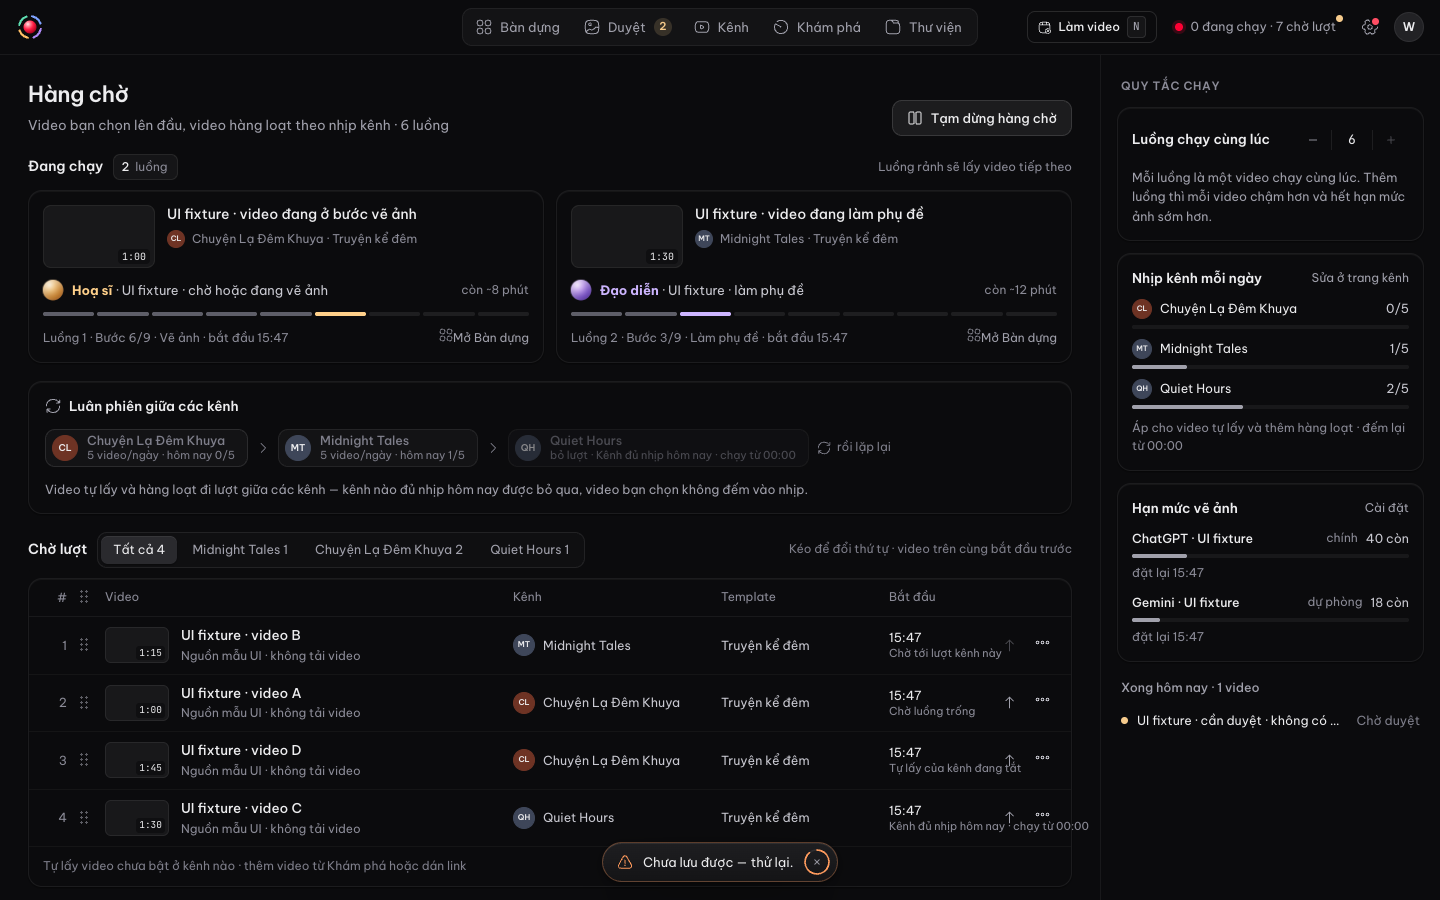 Bàn dựng
Duyệt 2
Kênh
Khám phá
Thư viện
Làm video N
0 đang chạy · 7 chờ lượt
W
Hàng chờ
Video bạn chọn lên đầu, video hàng loạt theo nhịp kênh · 6 luồng
Tạm dừng hàng chờ
Đang chạy 2 luồng
Luồng rảnh sẽ lấy video tiếp theo
1:00
UI fixture · video đang ở bước vẽ ảnh
CL Chuyện Lạ Đêm Khuya · Truyện kể đêm
Hoạ sĩ · UI fixture · chờ hoặc đang vẽ ảnh
còn ~8 phút
Luồng 1 · Bước 6/9 · Vẽ ảnh · bắt đầu 15:47
Mở Bàn dựng
1:30
UI fixture · video đang làm phụ đề
MT Midnight Tales · Truyện kể đêm
Đạo diễn · UI fixture · làm phụ đề
còn ~12 phút
Luồng 2 · Bước 3/9 · Làm phụ đề · bắt đầu 15:47
Mở Bàn dựng
Luân phiên giữa các kênh
CL Chuyện Lạ Đêm Khuya
5 video/ngày · hôm nay 0/5
MT Midnight Tales
5 video/ngày · hôm nay 1/5
QH Quiet Hours
bỏ lượt · Kênh đủ nhịp hôm nay · chạy từ 00:00
rồi lặp lại
Video tự lấy và hàng loạt đi lượt giữa các kênh — kênh nào đủ nhịp hôm nay được bỏ qua, video bạn chọn không đếm vào nhịp.
Chờ lượt
Tất cả 4
Midnight Tales 1
Chuyện Lạ Đêm Khuya 2
Quiet Hours 1
Kéo để đổi thứ tự · video trên cùng bắt đầu trước
# Video Kênh Template Bắt đầu
1 1:15 UI fixture · video B MT Midnight Tales Truyện kể đêm 15:47
Nguồn mẫu UI · không tải video Chờ tới lượt kênh này
2 1:00 UI fixture · video A CL Chuyện Lạ Đêm Khuya Truyện kể đêm 15:47
Nguồn mẫu UI · không tải video Chờ luồng trống
3 1:45 UI fixture · video D CL Chuyện Lạ Đêm Khuya Truyện kể đêm 15:47
Nguồn mẫu UI · không tải video Tự lấy của kênh đang tắt
4 1:30 UI fixture · video C QH Quiet Hours Truyện kể đêm 15:47
Nguồn mẫu UI · không tải video Kênh đủ nhịp hôm nay · chạy từ 00:00
Tự lấy video chưa bật ở kênh nào · thêm video từ Khám phá hoặc dán link
Chưa lưu được — thử lại.
QUY TẮC CHẠY
Luồng chạy cùng lúc − 6 +
Mỗi luồng là một video chạy cùng lúc. Thêm
luồng thì mỗi video chậm hơn và hết hạn mức
ảnh sớm hơn.
Nhịp kênh mỗi ngày
Sửa ở trang kênh
CL Chuyện Lạ Đêm Khuya 0/5
MT Midnight Tales 1/5
QH Quiet Hours 2/5
Áp cho video tự lấy và thêm hàng loạt · đếm lại
từ 00:00
Hạn mức vẽ ảnh
Cài đặt
ChatGPT · UI fixture chính 40 còn
đặt lại 15:47
Gemini · UI fixture dự phòng 18 còn
đặt lại 15:47
Xong hôm nay · 1 video
UI fixture · cần duyệt · không có ... Chờ duyệt